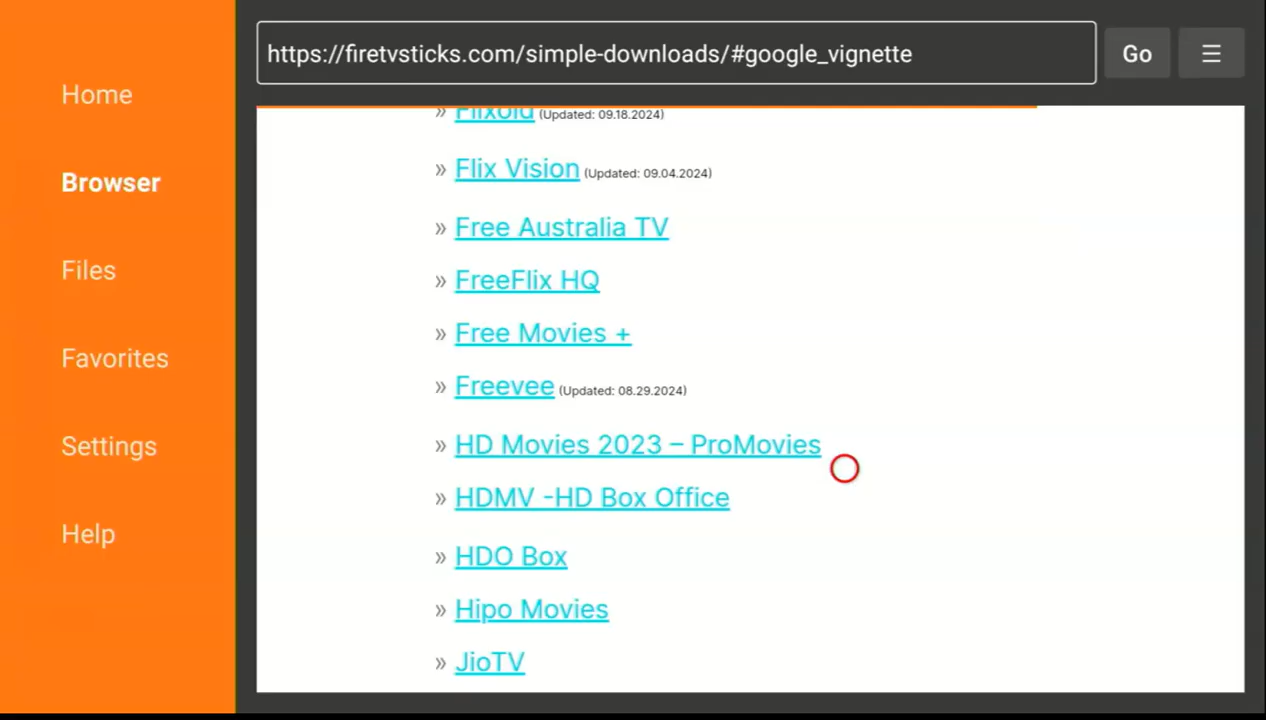 https://firetvsticks.com/simple-downloads/#google_vignette
Go
Home
Browser
Files
Favorites
Settings
Help
» Flixoid (Updated: 09.18.2024)
» Flix Vision (Updated: 09.04.2024)
» Free Australia TV
» FreeFlix HQ
» Free Movies +
» Freevee (Updated: 08.29.2024)
» HD Movies 2023 – ProMovies
» HDMV -HD Box Office
» HDO Box
» Hipo Movies
» JioTV